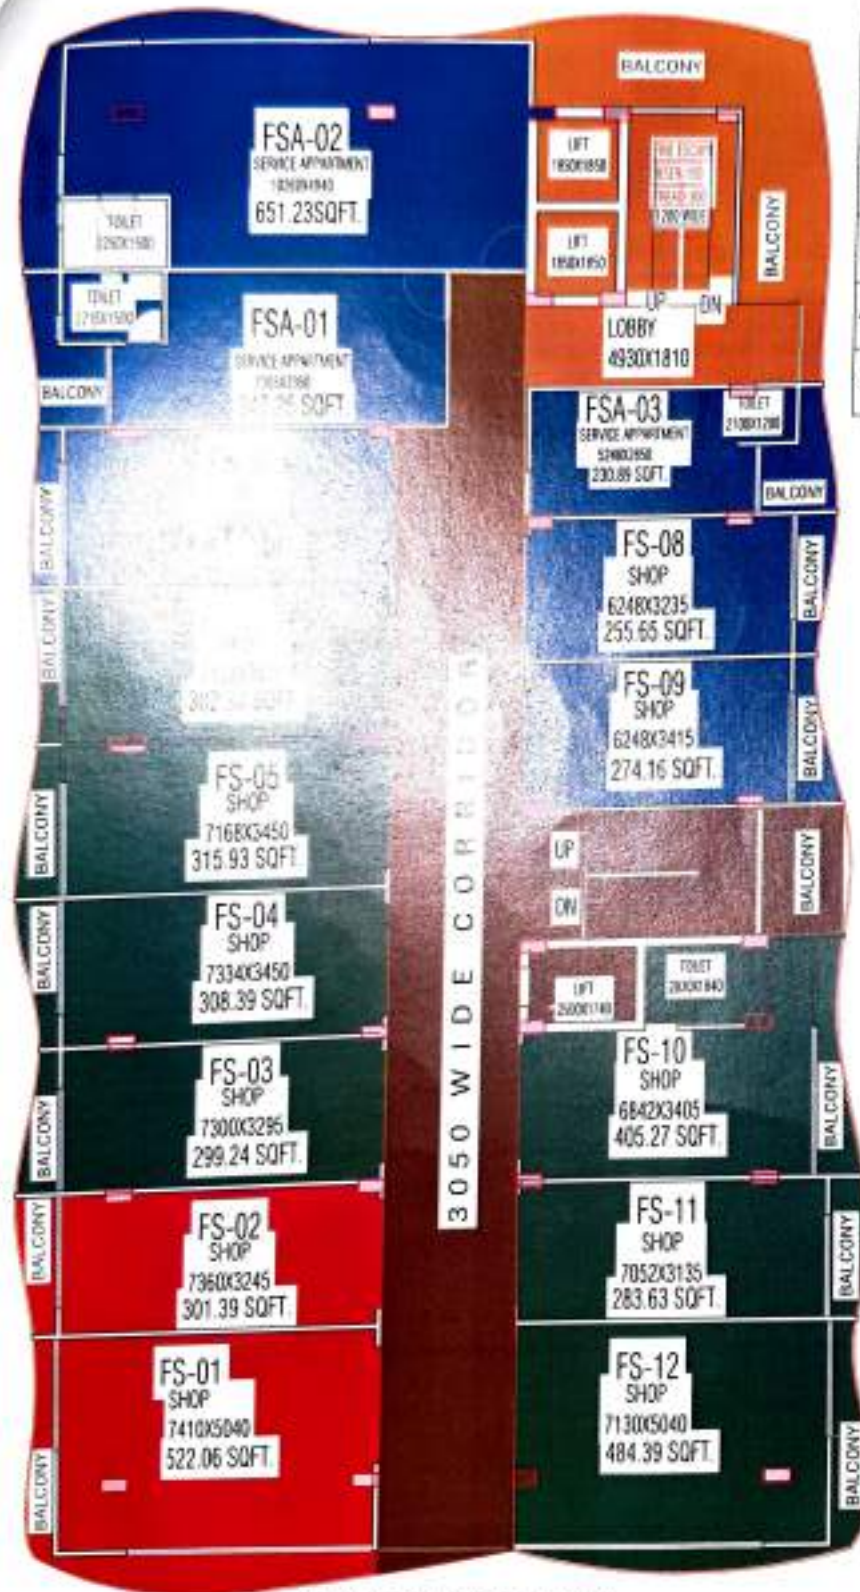 BALCONY
FSA-02
SERVICE APPARTMENT
651.23SQFT.
LIFT
1850X1850
1200 WIDE
BALCONY
TOILET
LIFT
1850X1850
TOILET
FSA-01
SERVICE APPARTMENT
SQFT.
UP
DN
LOBBY
4930X1810
BALCONY
FSA-03
SERVICE APPARTMENT
230.89 SQFT.
TOILET
2100X1200
BALCONY
BALCONY
FS-08
SHOP
6248X3235
255.65 SQFT.
BALCONY
BALCONY
FS-09
SHOP
6248X3415
274.16 SQFT.
BALCONY
FS-05
SHOP
7168X3450
315.93 SQFT.
BALCONY
3050 WIDE CORRIDOR
UP
DN
BALCONY
FS-04
SHOP
7334X3450
308.39 SQFT.
BALCONY
LIFT
TOILET
FS-03
SHOP
7300X3295
299.24 SQFT.
BALCONY
FS-10
SHOP
6842X3405
405.27 SQFT.
BALCONY
FS-02
SHOP
7360X3245
301.39 SQFT.
BALCONY
FS-11
SHOP
7052X3135
283.63 SQFT.
BALCONY
FS-01
SHOP
7410X5040
522.06 SQFT.
BALCONY
FS-12
SHOP
7130X5040
484.39 SQFT.
BALCONY